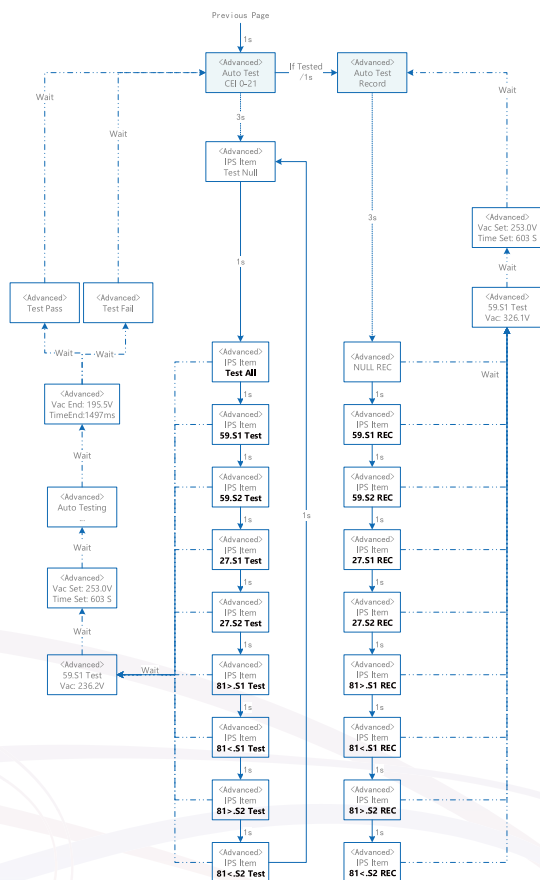 Previous Page
1s
<Advanced>
Auto Test
CEI 0-21
If Tested
/1s
<Advanced>
Auto Test
Record
Wait
Wait
Wait
3s
<Advanced>
IPS Item
Test Null
3s
<Advanced>
Vac Set: 253.0V
Time Set: 603 S
1s
Wait
<Advanced>
Test Pass
<Advanced>
Test Fail
<Advanced>
59.S1 Test
Vac: 326.1V
Wait
Wait
Wait
<Advanced>
IPS Item
Test All
<Advanced>
NULL REC
<Advanced>
Vac End: 195.5V
TimeEnd:1497ms
1s
1s
<Advanced>
IPS Item
59.S1 Test
<Advanced>
IPS Item
59.S1 REC
Wait
1s
1s
<Advanced>
IPS Item
59.S2 Test
<Advanced>
IPS Item
59.S2 REC
<Advanced>
Auto Testing
...
1s
1s
1s
<Advanced>
IPS Item
27.S1 Test
<Advanced>
IPS Item
27.S1 REC
Wait
1s
1s
<Advanced>
Vac Set: 253.0V
Time Set: 603 S
<Advanced>
IPS Item
27.S2 Test
<Advanced>
IPS Item
27.S2 REC
Wait
1s
1s
<Advanced>
59.S1 Test
Vac: 236.2V
Wait
<Advanced>
IPS Item
81>.S1 Test
<Advanced>
IPS Item
81>.S1 REC
1s
1s
<Advanced>
IPS Item
81<.S1 Test
<Advanced>
IPS Item
81<.S1 REC
1s
1s
<Advanced>
IPS Item
81>.S2 Test
<Advanced>
IPS Item
81>.S2 REC
1s
1s
<Advanced>
IPS Item
81<.S2 Test
<Advanced>
IPS Item
81<.S2 REC